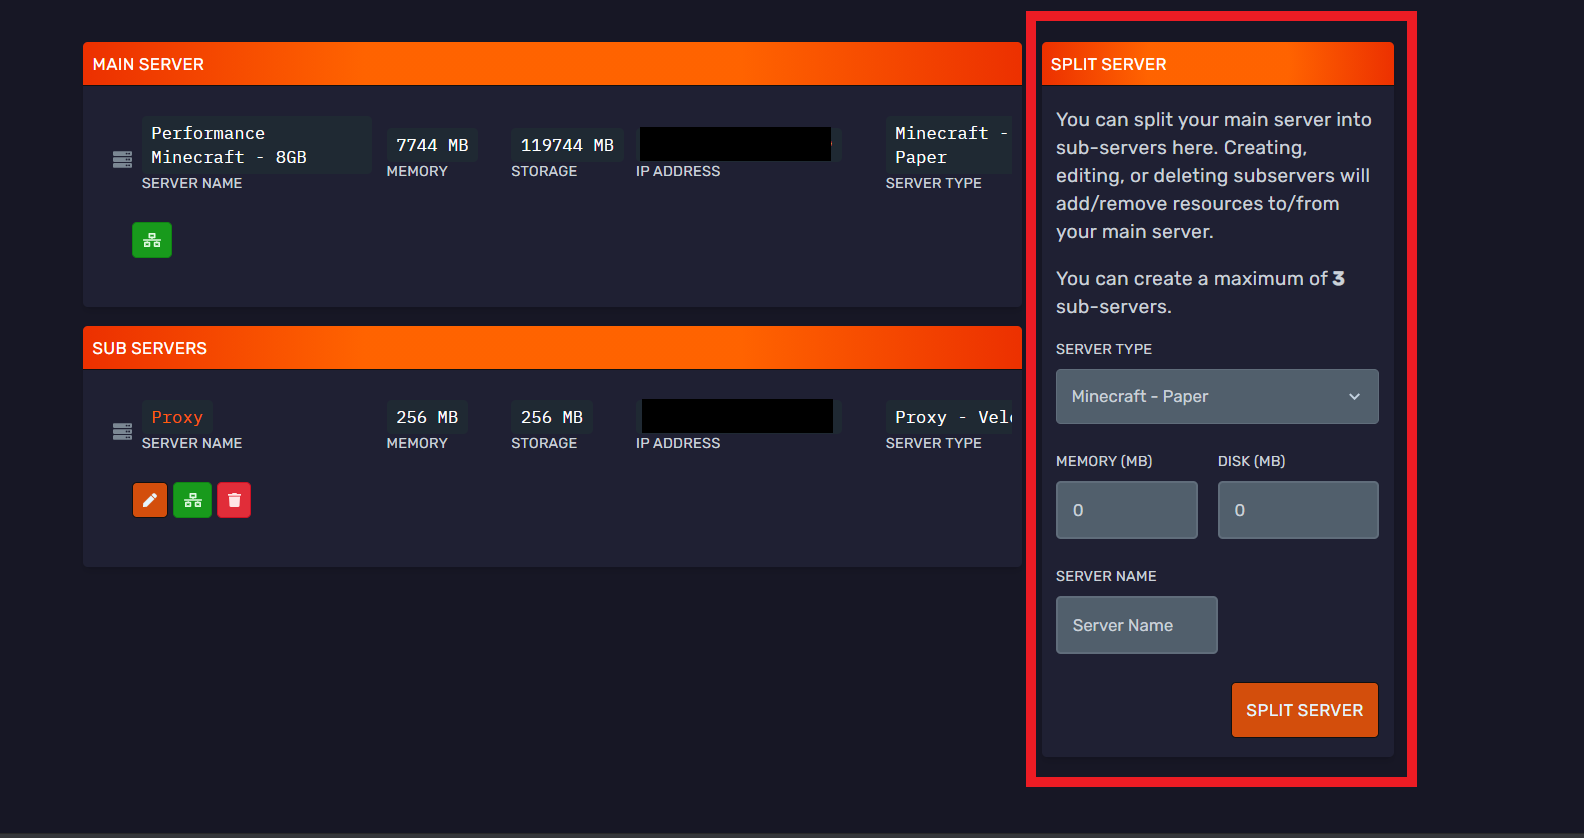 MAIN SERVER
Performance
Minecraft - 8GB
SERVER NAME
7744 MB
MEMORY
119744 MB
STORAGE
IP ADDRESS
Minecraft -
Paper
SERVER TYPE
SUB SERVERS
Proxy
SERVER NAME
256 MB
MEMORY
256 MB
STORAGE
IP ADDRESS
Proxy -
SERVER TYPE
SPLIT SERVER
You can split your main server into
sub-servers here. Creating,
editing, or deleting subservers will
add/remove resources to/from
your main server.
You can create a maximum of 3
sub-servers.
SERVER TYPE
Minecraft - Paper
MEMORY (MB)
DISK (MB)
0
0
SERVER NAME
Server Name
SPLIT SERVER